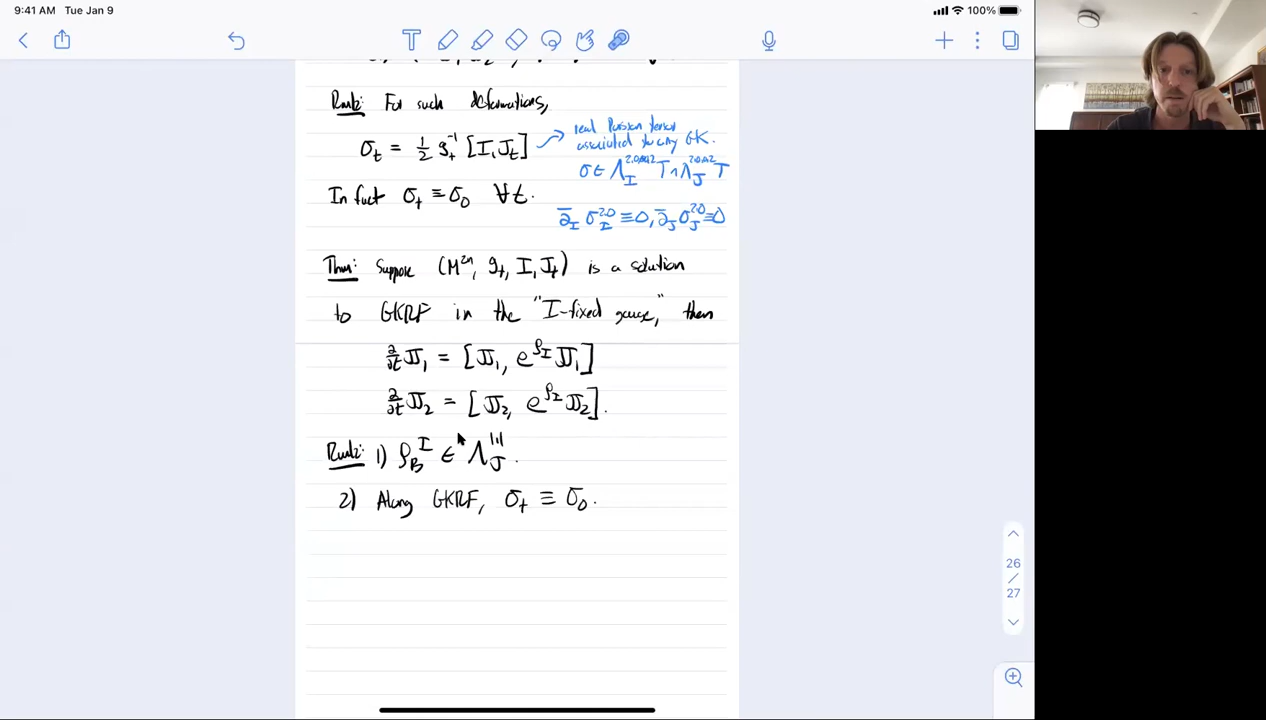 9:41 AM Tue Jan 9
100%
Rmk: For such deformations,
σ_t = 1/2 g_t^{-1} [I, J_t]
real Poisson tensor
associated to any GK.
σ ∈ Λ_I^{2,0+0,2} T ∩ Λ_J^{2,0+0,2} T
In fact σ_t ≡ σ_0 ∀t.
∂̄_I σ_I^{2,0} ≡ 0, ∂̄_J σ_J^{2,0} ≡ 0
Thm: Suppose (M^{2n}, g_t, I, J_t) is a solution
to GKRF in the "I-fixed gauge," then
∂/∂t 𝕁_1 = [𝕁_1, e^{ρ_I} 𝕁_1]
∂/∂t 𝕁_2 = [𝕁_2, e^{ρ_I} 𝕁_2].
Rmk: 1) ρ_B^I ∈ Λ_J^{1,1}.
2) Along GKRF, σ_t ≡ σ_0.
26
/
27